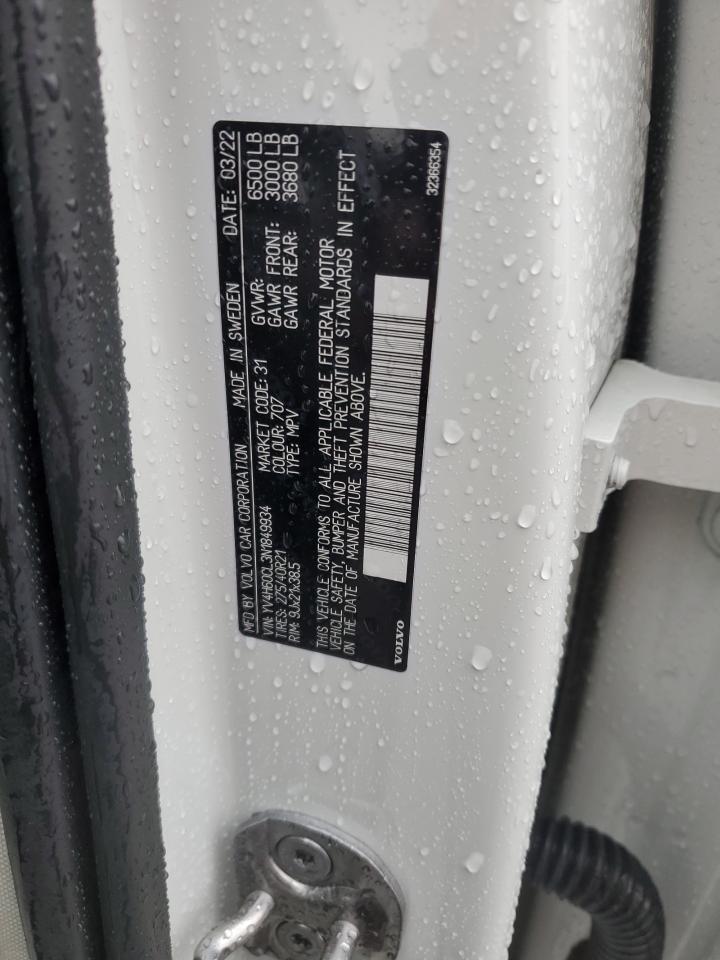 MFD BY VOLVO CAR CORPORATION MADE IN SWEDEN DATE: 03/22
VIN: YV4H60CL3N1849934
TIRES: 275/40R21
RIM: 9Jx21x38.5
MARKET CODE: 31
COLOUR: 707
TYPE: MPV
GVWR: 6500 LB
GAWR FRONT: 3000 LB
GAWR REAR: 3680 LB
THIS VEHICLE CONFORMS TO ALL APPLICABLE FEDERAL MOTOR
VEHICLE SAFETY, BUMPER AND THEFT PREVENTION STANDARDS IN EFFECT
ON THE DATE OF MANUFACTURE SHOWN ABOVE.
VOLVO
32366354